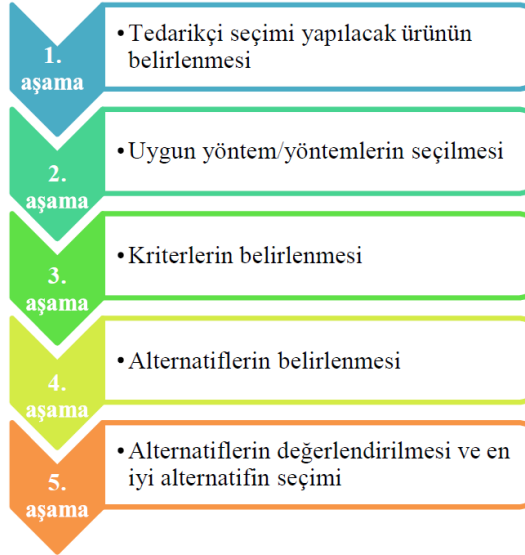 1.
aşama
• Tedarikçi seçimi yapılacak ürünün
belirlenmesi
2.
aşama
• Uygun yöntem/yöntemlerin seçilmesi
3.
aşama
• Kriterlerin belirlenmesi
4.
aşama
• Alternatiflerin belirlenmesi
5.
aşama
• Alternatiflerin değerlendirilmesi ve en
iyi alternatifin seçimi